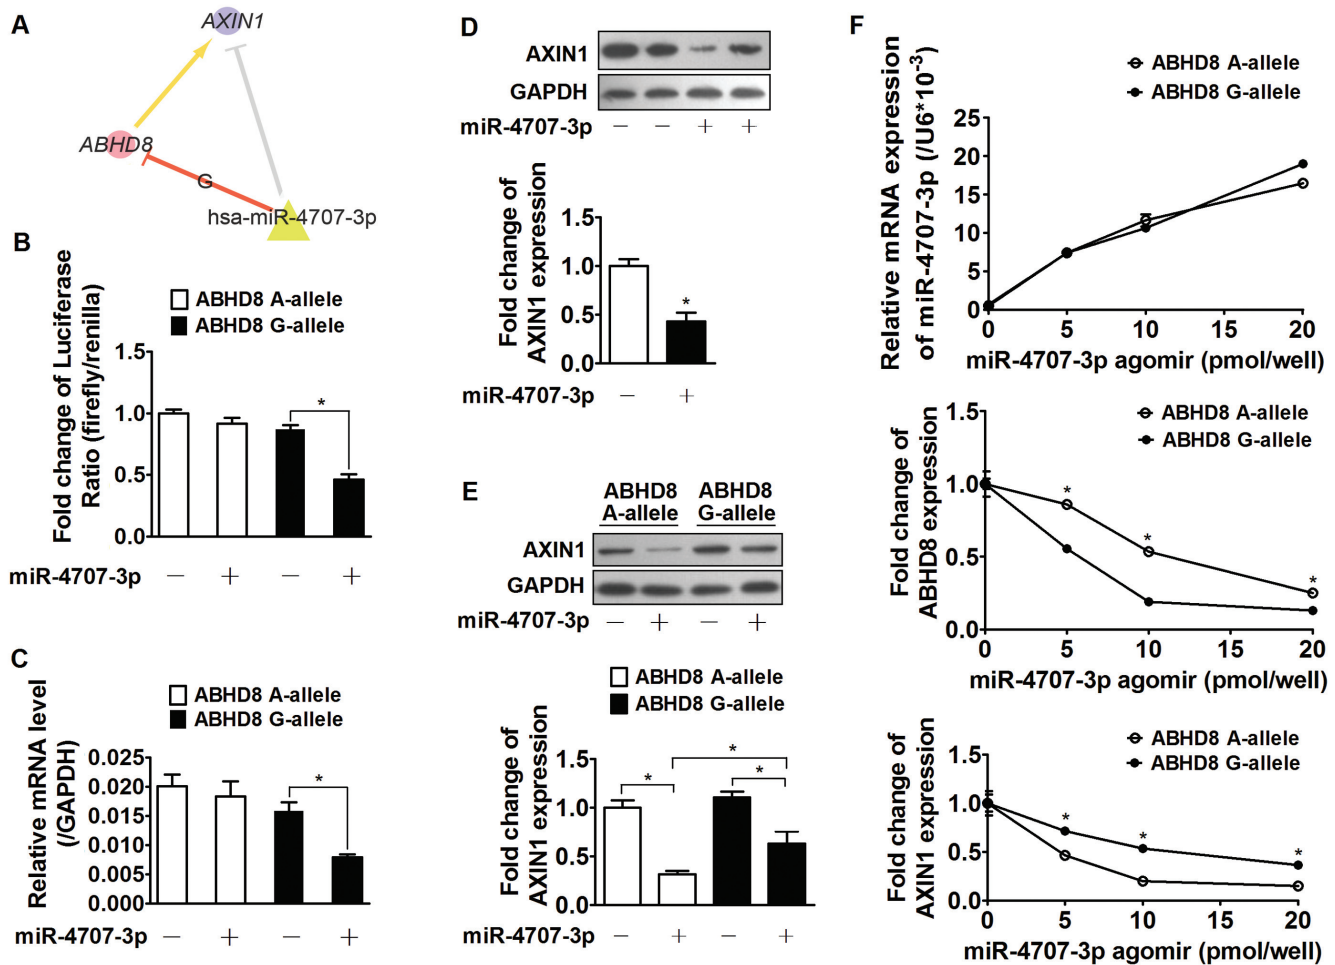 A
AXIN1
ABHD8
G
hsa-miR-4707-3p
B
ABHD8 A-allele
ABHD8 G-allele
Fold change of Luciferase
Ratio (firefly/renilla)
1.5
1.0
0.5
0.0
*
miR-4707-3p
— + — +
C
ABHD8 A-allele
ABHD8 G-allele
Relative mRNA level
(/GAPDH)
0.025
0.020
0.015
0.010
0.005
0.000
*
miR-4707-3p
— + — +
D
AXIN1
GAPDH
miR-4707-3p
— — + +
Fold change of
AXIN1 expression
1.5
1.0
0.5
0.0
*
miR-4707-3p
— +
E
ABHD8 ABHD8
A-allele G-allele
AXIN1
GAPDH
miR-4707-3p
— + — +
ABHD8 A-allele
ABHD8 G-allele
Fold change of
AXIN1 expression
1.5
1.0
0.5
0.0
*
* *
miR-4707-3p
— + — +
F
ABHD8 A-allele
ABHD8 G-allele
Relative mRNA expression
of miR-4707-3p (/U6*10-3)
25
20
15
10
5
0
0 5 10 15 20
miR-4707-3p agomir (pmol/well)
ABHD8 A-allele
ABHD8 G-allele
Fold change of
ABHD8 expression
1.5
1.0
0.5
0.0
* * *
0 5 10 15 20
miR-4707-3p agomir (pmol/well)
ABHD8 A-allele
ABHD8 G-allele
Fold change of
AXIN1 expression
1.5
1.0
0.5
0.0
* * *
0 5 10 15 20
miR-4707-3p agomir (pmol/well)